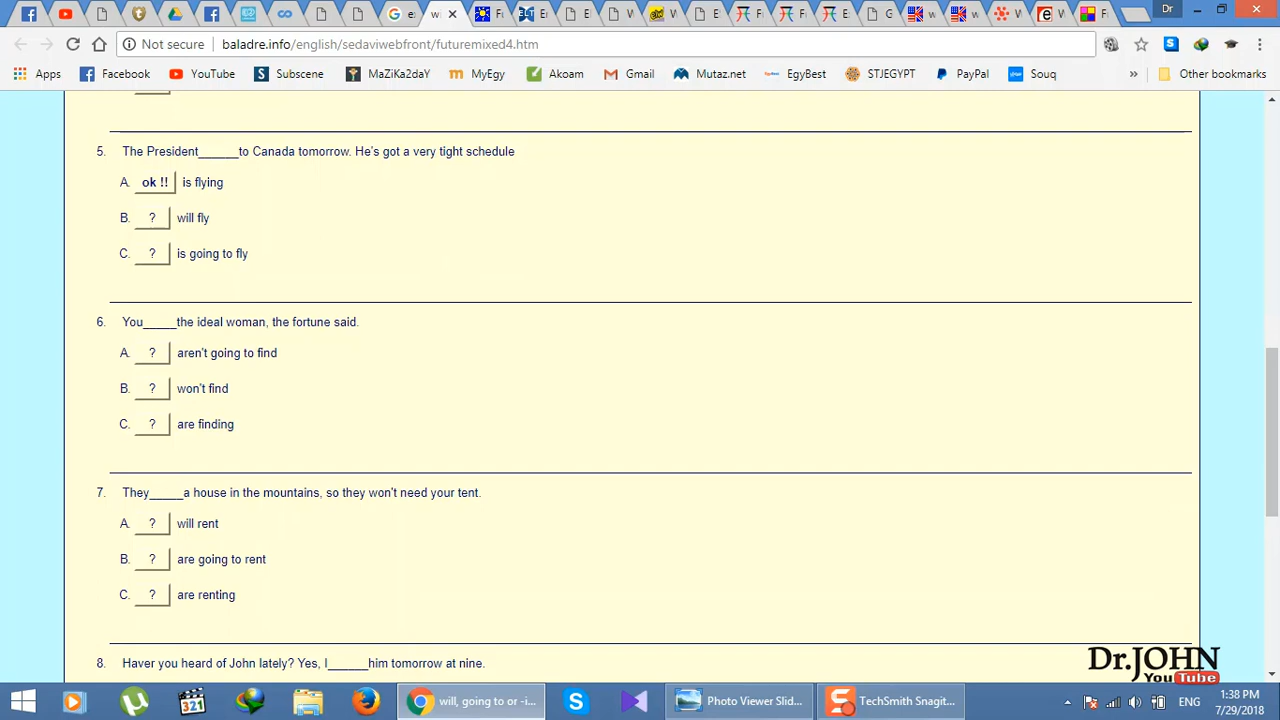 Dr
Not secure baladre.info/english/sedaviwebfront/futuremixed4.htm
Apps Facebook YouTube Subscene MaZiKa2daY MyEgy Akoam Gmail Mutaz.net EgyBest STJEGYPT PayPal Souq » Other bookmarks
5. The President______to Canada tomorrow. He's got a very tight schedule
A. ok !! is flying
B. ? will fly
C. ? is going to fly
6. You_____the ideal woman, the fortune said.
A. ? aren't going to find
B. ? won't find
C. ? are finding
7. They_____a house in the mountains, so they won't need your tent.
A. ? will rent
B. ? are going to rent
C. ? are renting
8. Haver you heard of John lately? Yes, I______him tomorrow at nine.
Dr.JOHN
YouTube
321 will, going to or -i... Photo Viewer Slid... TechSmith Snagit... ENG 1:38 PM
7/29/2018